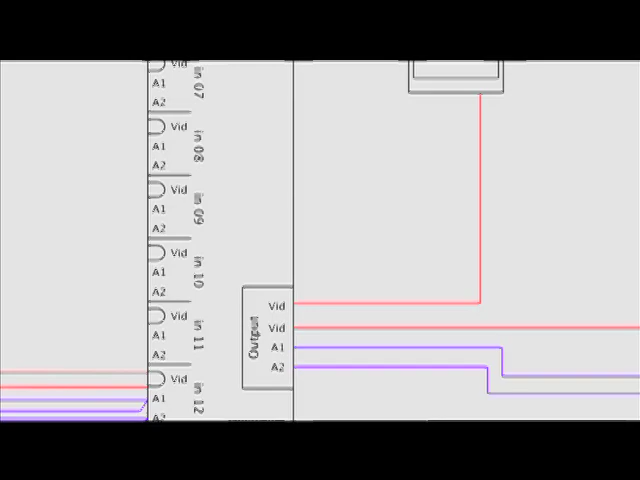 Vid
A1
A2
in 07
Vid
A1
A2
in 08
Vid
A1
A2
in 09
Vid
A1
A2
in 10
Vid
A1
A2
in 11
Vid
A1
A2
in 12
Output
Vid
Vid
A1
A2